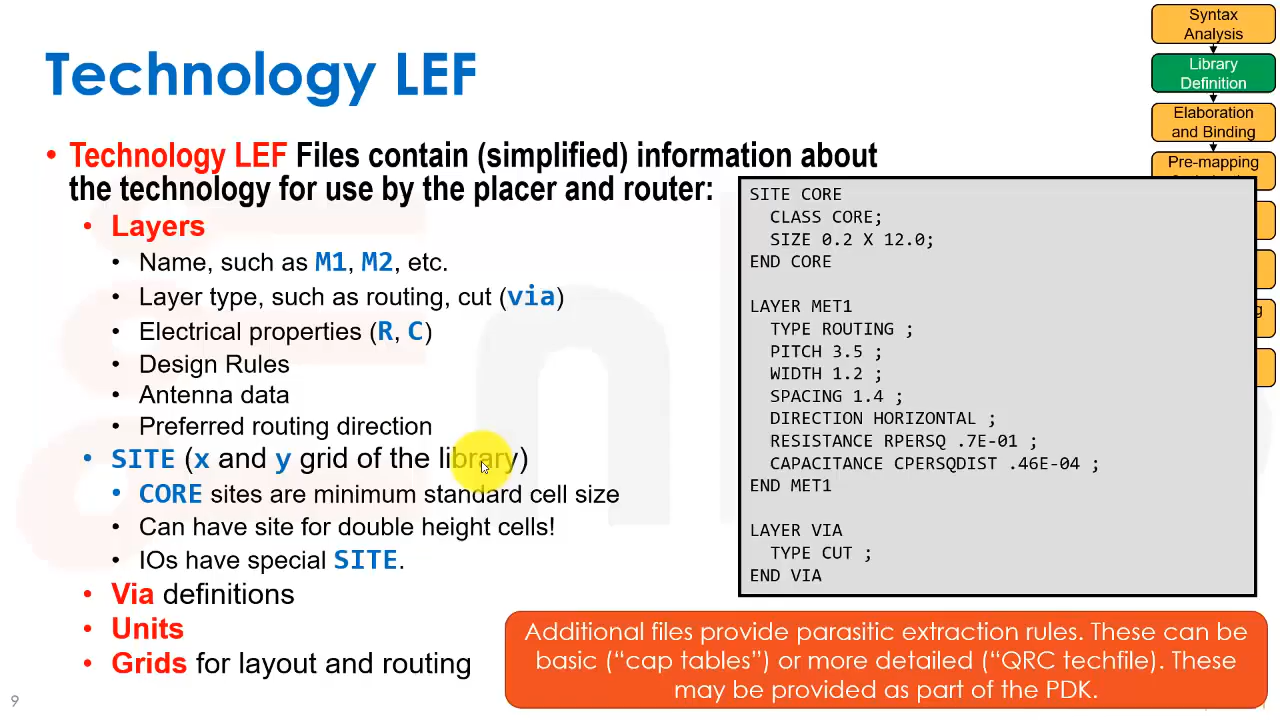 Technology LEF
• Technology LEF Files contain (simplified) information about
the technology for use by the placer and router:
• Layers
• Name, such as M1, M2, etc.
• Layer type, such as routing, cut (via)
• Electrical properties (R, C)
• Design Rules
• Antenna data
• Preferred routing direction
• SITE (x and y grid of the library)
• CORE sites are minimum standard cell size
• Can have site for double height cells!
• IOs have special SITE.
• Via definitions
• Units
• Grids for layout and routing
SITE CORE
CLASS CORE;
SIZE 0.2 X 12.0;
END CORE
LAYER MET1
TYPE ROUTING ;
PITCH 3.5 ;
WIDTH 1.2 ;
SPACING 1.4 ;
DIRECTION HORIZONTAL ;
RESISTANCE RPERSQ .7E-01 ;
CAPACITANCE CPERSQDIST .46E-04 ;
END MET1
LAYER VIA
TYPE CUT ;
END VIA
Additional files provide parasitic extraction rules. These can be
basic (“cap tables”) or more detailed (“QRC techfile). These
may be provided as part of the PDK.
Syntax
Analysis
Library
Definition
Elaboration
and Binding
Pre-mapping
9